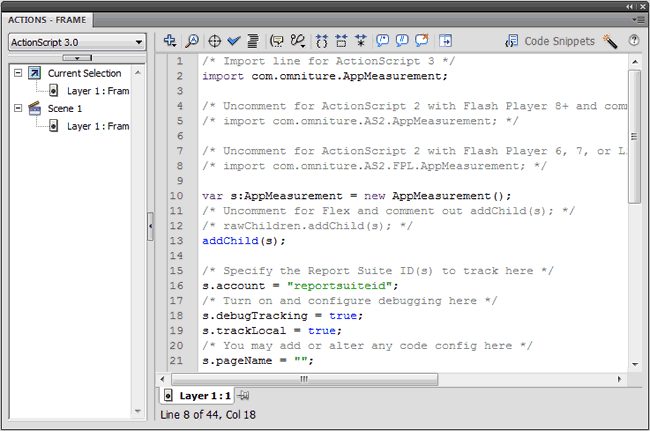 ACTIONS - FRAME
ActionScript 3.0
Code Snippets
Current Selection
Layer 1 : Fram
Scene 1
Layer 1 : Fram
1 /* Import line for ActionScript 3 */
2 import com.omniture.AppMeasurement;
3
4 /* Uncomment for ActionScript 2 with Flash Player 8+ and com
5 /* import com.omniture.AS2.AppMeasurement; */
6
7 /* Uncomment for ActionScript 2 with Flash Player 6, 7, or L
8 /* import com.omniture.AS2.FPL.AppMeasurement; */
9
10 var s:AppMeasurement = new AppMeasurement();
11 /* Uncomment for Flex and comment out addChild(s); */
12 /* rawChildren.addChild(s); */
13 addChild(s);
14
15 /* Specify the Report Suite ID(s) to track here */
16 s.account = "reportsuiteid";
17 /* Turn on and configure debugging here */
18 s.debugTracking = true;
19 s.trackLocal = true;
20 /* You may add or alter any code config here */
21 s.pageName = "";
Layer 1 : 1
Line 8 of 44, Col 18